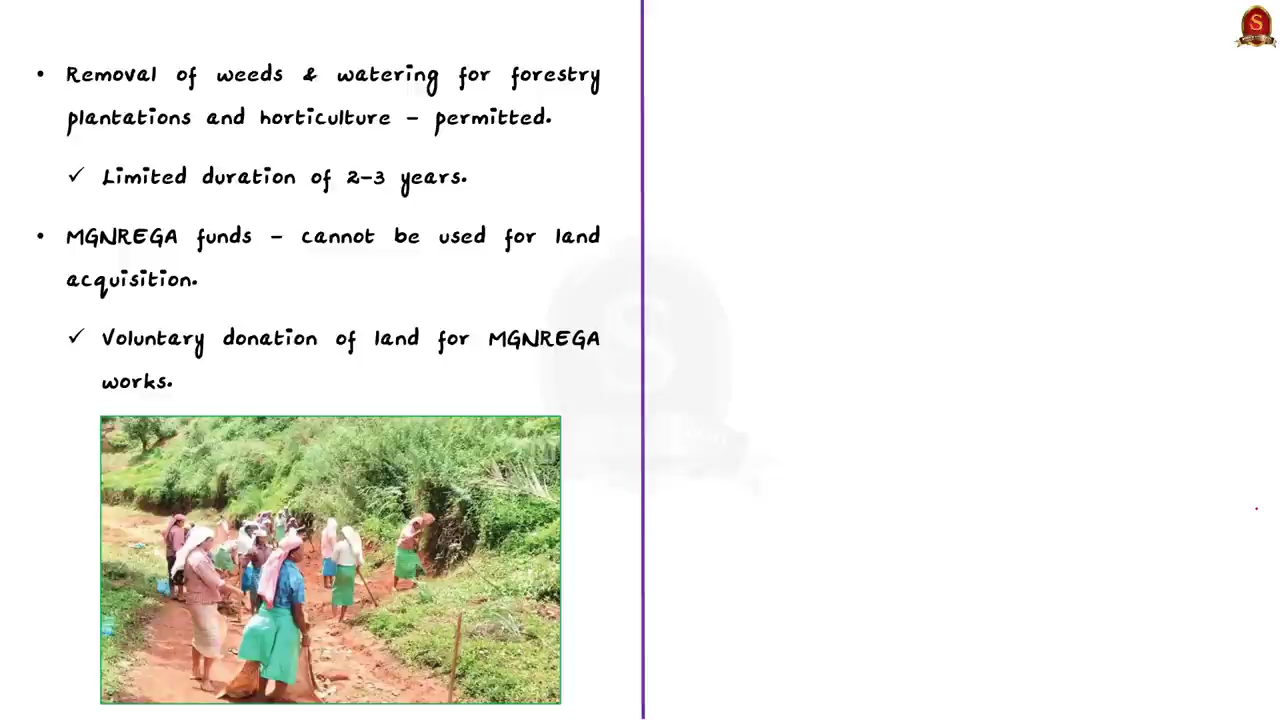 • Removal of weeds & watering for forestry
plantations and horticulture - permitted.
✓ Limited duration of 2-3 years.
• MGNREGA funds - cannot be used for land
acquisition.
✓ Voluntary donation of land for MGNREGA
works.
S